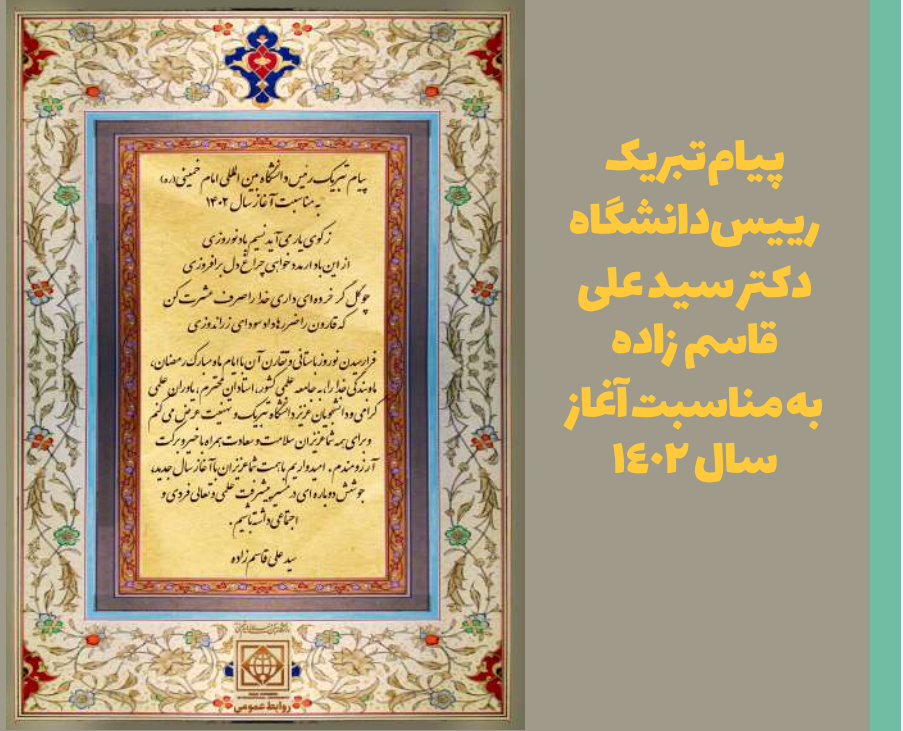 پیام تبریک
رییس دانشگاه
دکتر سید علی
قاسم زاده
به مناسبت آغاز
سال ۱۴۰۲
پیام تبریک رئیس دانشگاه بین المللی امام خمینی (ره)
به مناسبت آغاز سال ۱۴۰۲
ز کوی یار می آید نسیم باد نوروزی
از این باد ار مدد خواهی چراغ دل برافروزی
چو گل گر خرده ای داری خدا را صرف عشرت کن
که قارون را ضررها داد سودای زراندوزی
فرارسیدن نوروز باستانی و تقارن آن با ایام ماه مبارک رمضان،
ماه بندگی خدا را، به جامعه علمی کشور، استادان محترم، یاوران علمی
گرامی و دانشجویان عزیز دانشگاه تبریک و تهنیت عرض می کنم
و برای همه شما عزیزان سلامت و سعادت همراه با خیر و برکت
آرزومندم. امیدواریم با همت شما عزیزان با آغاز سال جدید،
جوشش دوباره ای در مسیر پیشرفت علمی و تعالی فردی و
اجتماعی داشته باشیم.
سید علی قاسم زاده
روابط عمومی